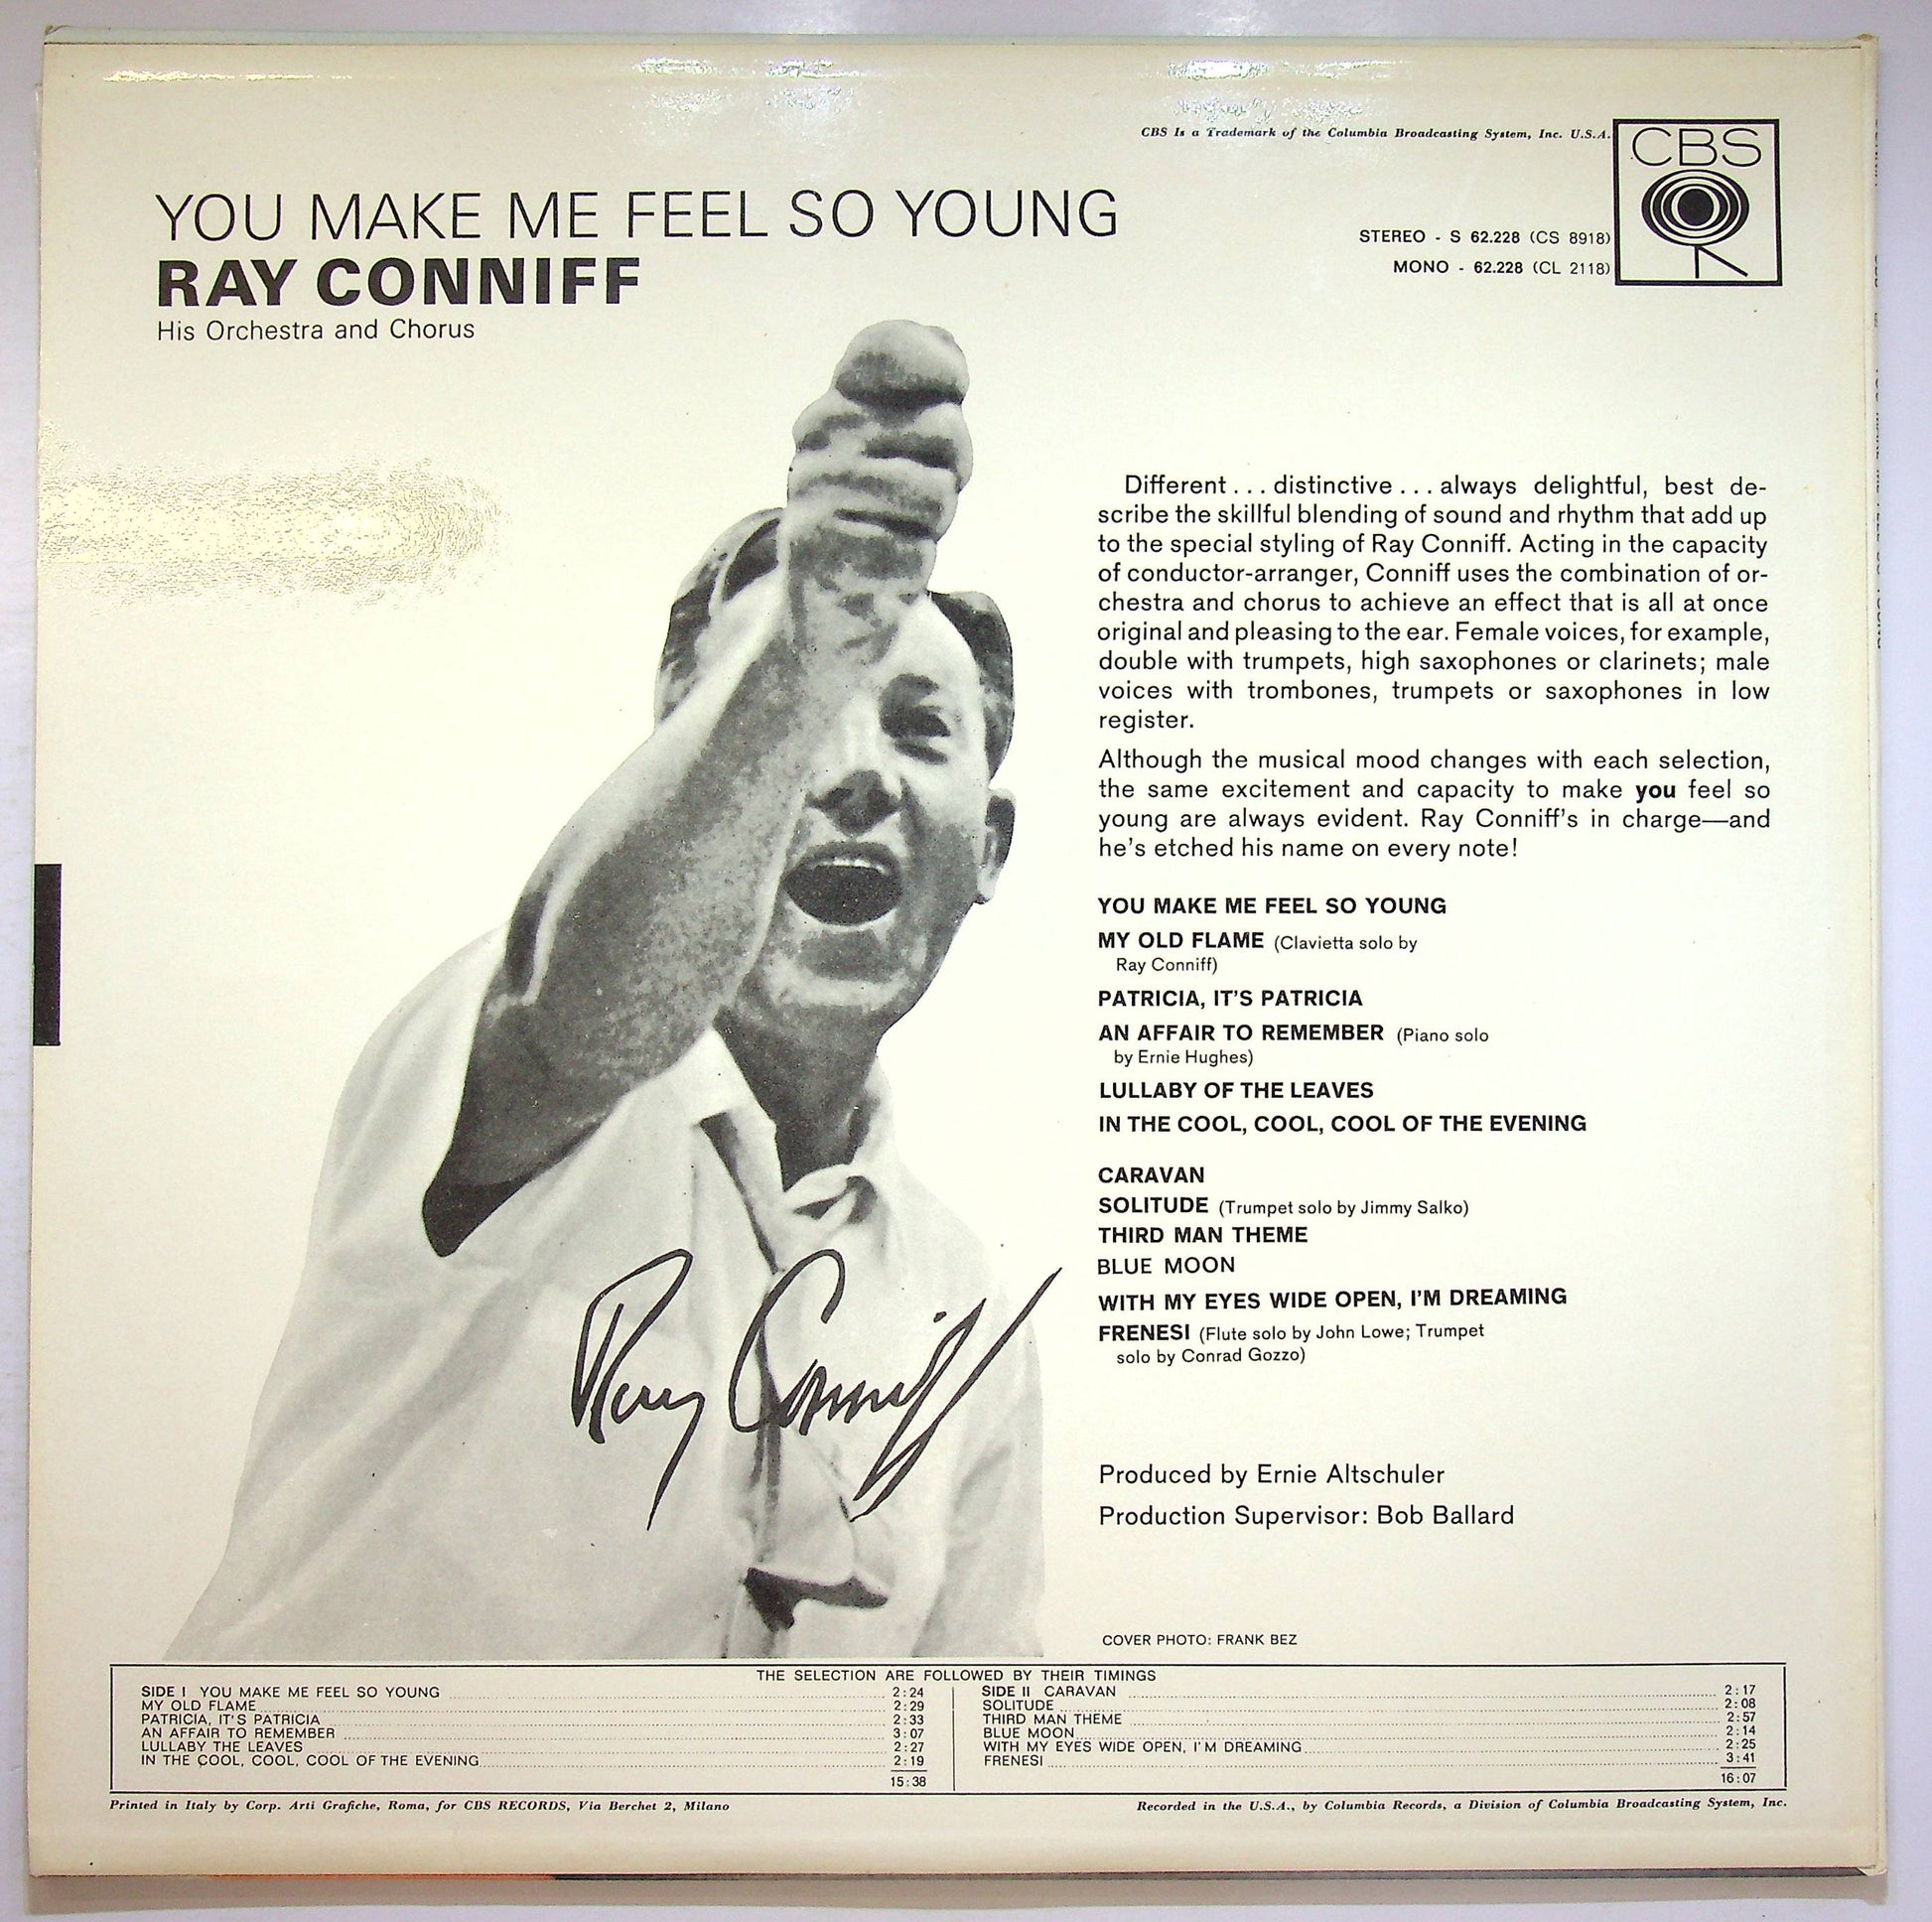 CBS Is a Trademark of the Columbia Broadcasting System, Inc. U.S.A.
CBS
YOU MAKE ME FEEL SO YOUNG
RAY CONNIFF
His Orchestra and Chorus
STEREO - S 62.228 (CS 8918)
MONO - 62.228 (CL 2118)
Different . . . distinctive . . . always delightful, best de-
scribe the skillful blending of sound and rhythm that add up
to the special styling of Ray Conniff. Acting in the capacity
of conductor-arranger, Conniff uses the combination of or-
chestra and chorus to achieve an effect that is all at once
original and pleasing to the ear. Female voices, for example,
double with trumpets, high saxophones or clarinets; male
voices with trombones, trumpets or saxophones in low
register.
Although the musical mood changes with each selection,
the same excitement and capacity to make you feel so
young are always evident. Ray Conniff's in charge—and
he's etched his name on every note!
YOU MAKE ME FEEL SO YOUNG
MY OLD FLAME (Clavietta solo by
Ray Conniff)
PATRICIA, IT'S PATRICIA
AN AFFAIR TO REMEMBER (Piano solo
by Ernie Hughes)
LULLABY OF THE LEAVES
IN THE COOL, COOL, COOL OF THE EVENING
CARAVAN
SOLITUDE (Trumpet solo by Jimmy Salko)
THIRD MAN THEME
BLUE MOON
WITH MY EYES WIDE OPEN, I'M DREAMING
FRENESI (Flute solo by John Lowe; Trumpet
solo by Conrad Gozzo)
Ray Conniff
Produced by Ernie Altschuler
Production Supervisor: Bob Ballard
COVER PHOTO: FRANK BEZ
THE SELECTION ARE FOLLOWED BY THEIR TIMINGS
SIDE I YOU MAKE ME FEEL SO YOUNG 2:24
MY OLD FLAME 2:29
PATRICIA, IT'S PATRICIA 2:33
AN AFFAIR TO REMEMBER 3:07
LULLABY THE LEAVES 2:27
IN THE COOL, COOL, COOL OF THE EVENING 2:19
15:38
SIDE II CARAVAN 2:17
SOLITUDE 2:08
THIRD MAN THEME 2:57
BLUE MOON 2:14
WITH MY EYES WIDE OPEN, I'M DREAMING 2:25
FRENESI 3:41
16:07
Printed in Italy by Corp. Arti Grafiche, Roma, for CBS RECORDS, Via Berchet 2, Milano
Recorded in the U.S.A., by Columbia Records, a Division of Columbia Broadcasting System, Inc.